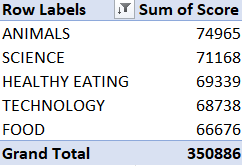 Row Labels Sum of Score
ANIMALS 74965
SCIENCE 71168
HEALTHY EATING 69339
TECHNOLOGY 68738
FOOD 66676
Grand Total 350886